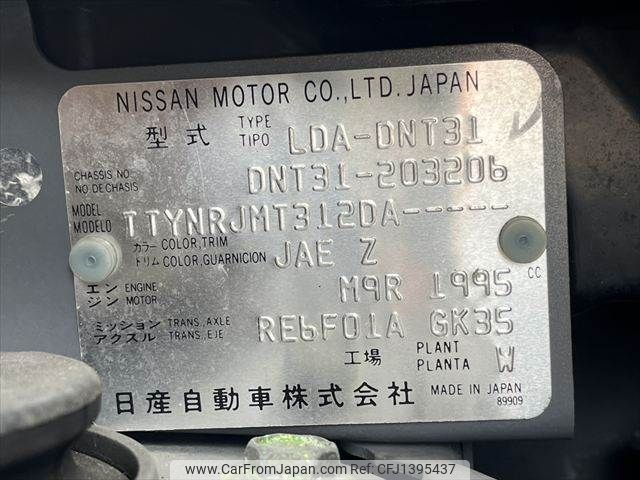 NISSAN MOTOR CO.,LTD. JAPAN
型式 TYPE TIPO LDA-DNT31
CHASSIS NO. NO.DE CHASIS DNT31-203206
MODEL MODELO TTYNRJMT312DA-----
カラー COLOR,TRIM トリム COLOR,GUARNICION JAE Z
エンジン ENGINE MOTOR M9R 1995 CC
ミッション アクスル TRANS.,AXLE TRANS.,EJE RE6F01A GK35
工場 PLANT PLANTA W
日産自動車株式会社 MADE IN JAPAN
89909
www.CarFromJapan.com | Photo ID: CFJ1395437